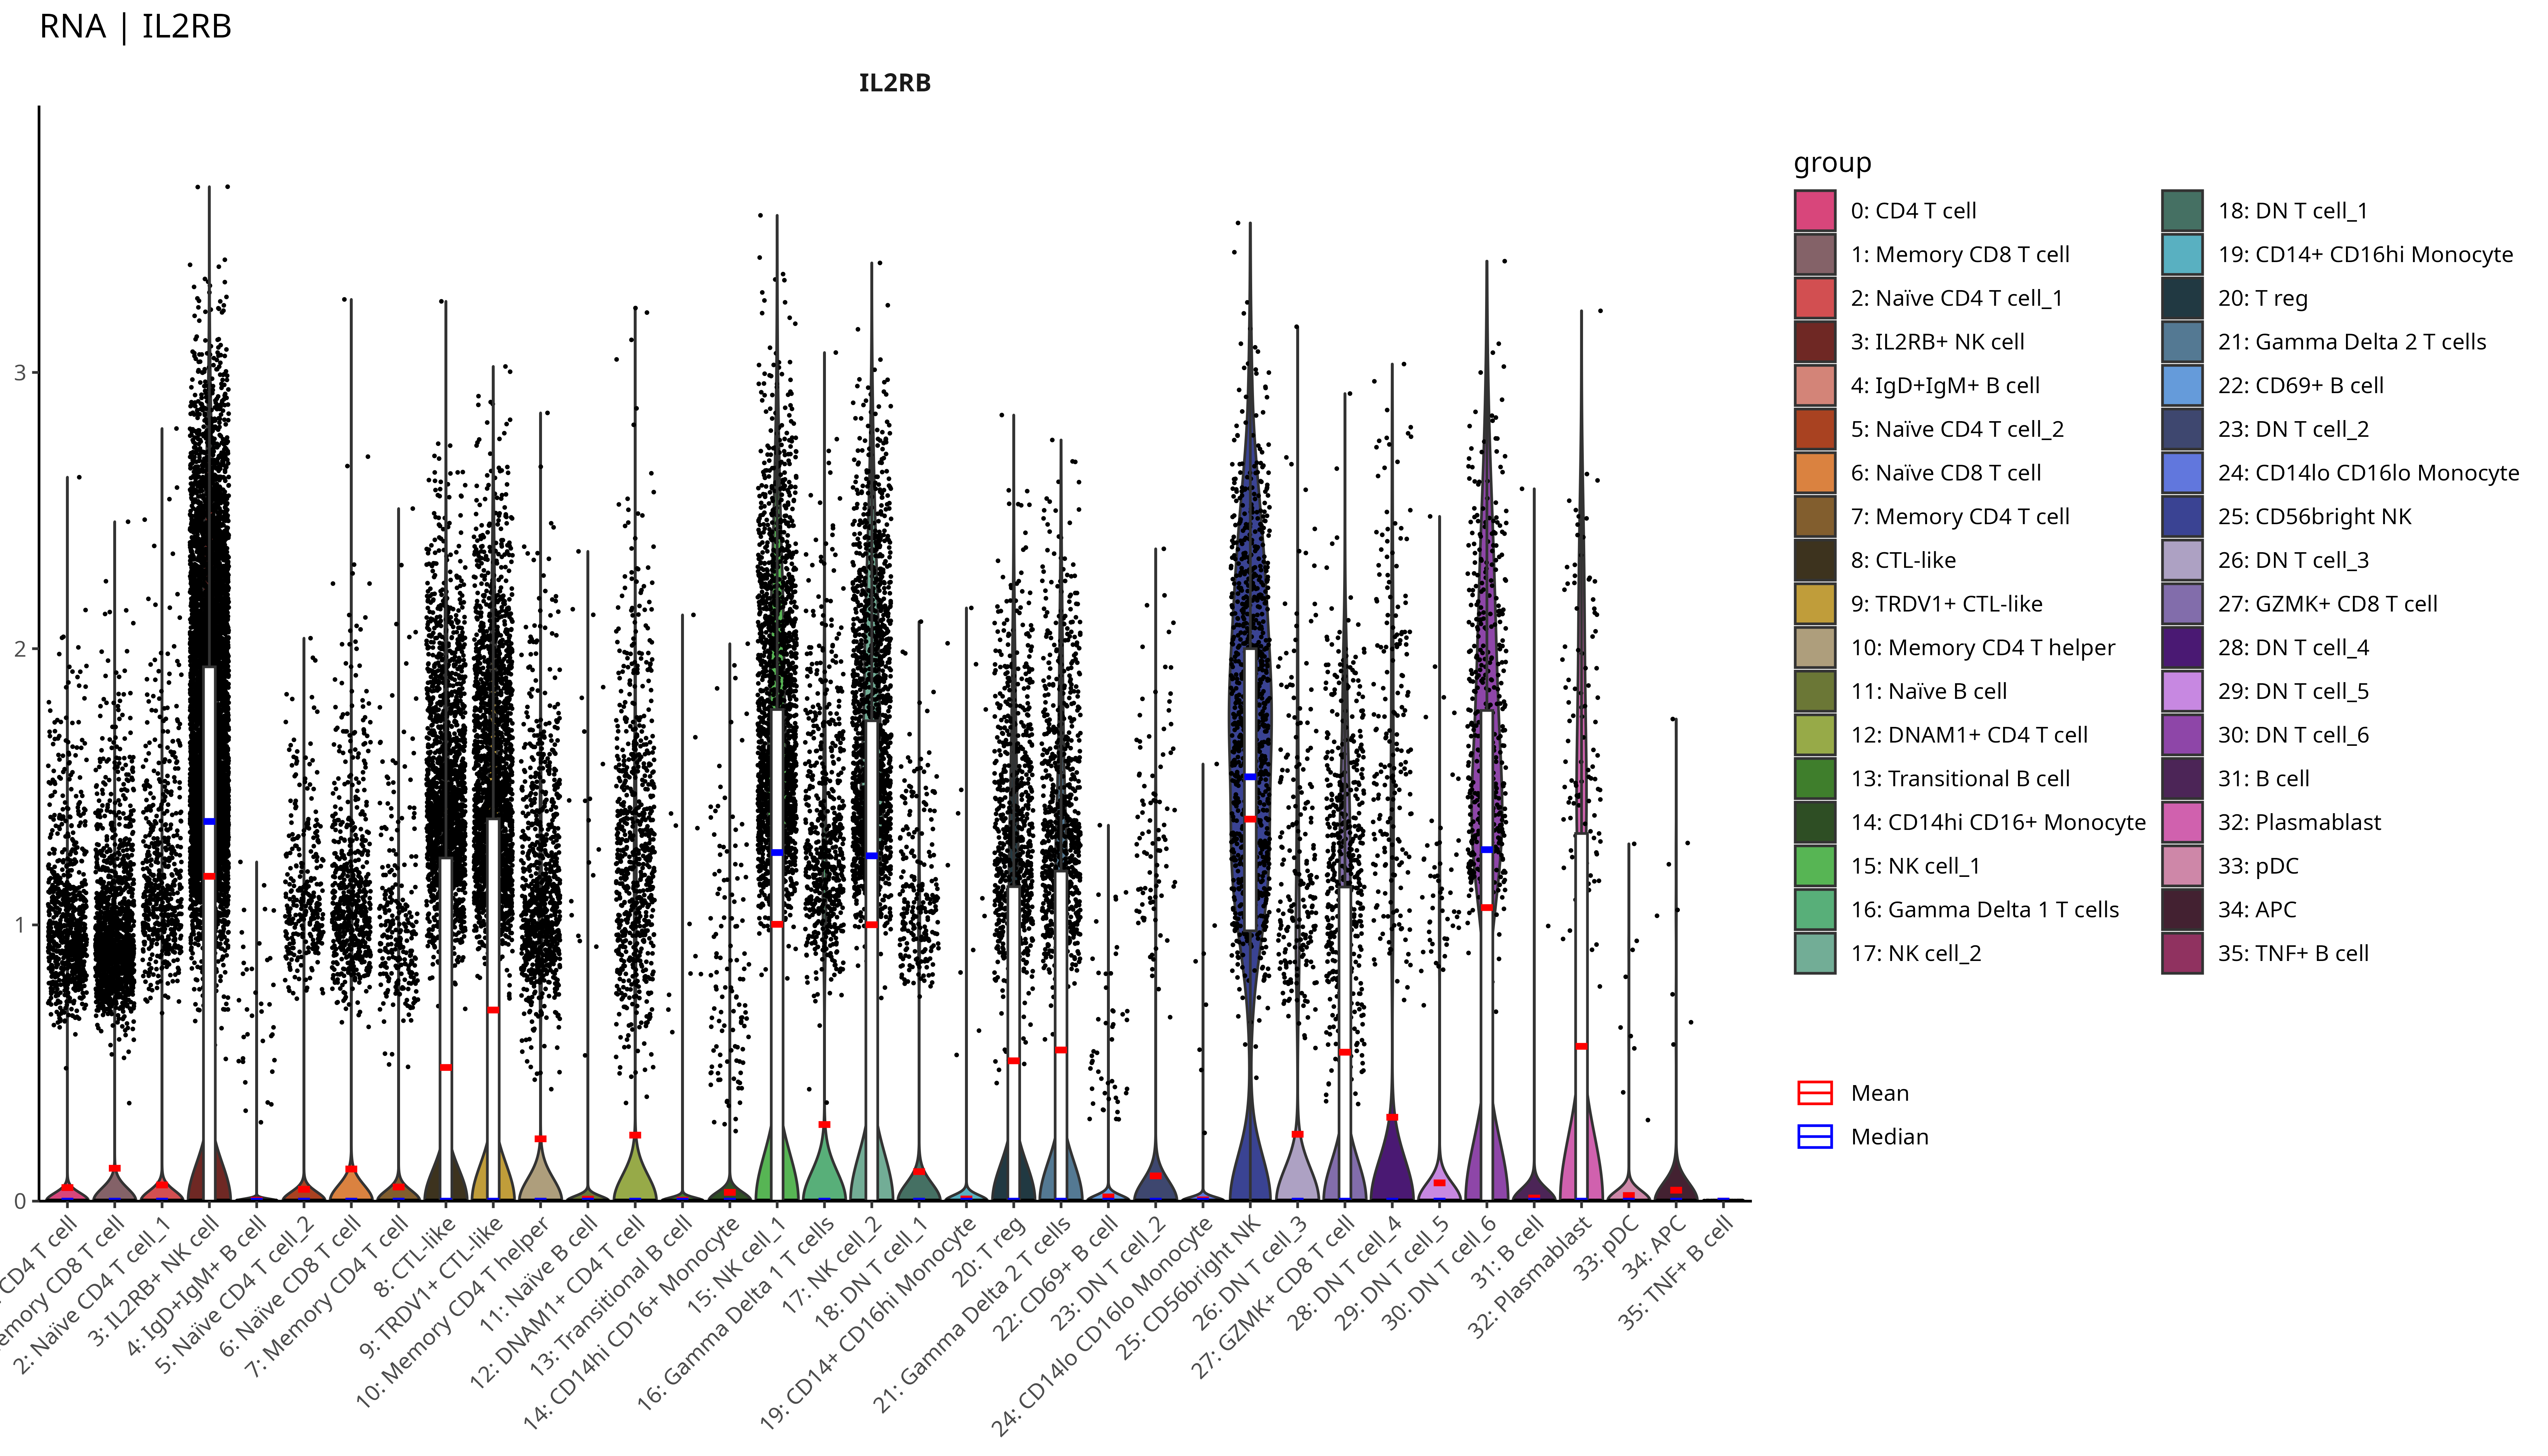 RNA | IL2RB
IL2RB
3
2
1
0
CD4 T cell
emory CD8 T cell
2: Naïve CD4 T cell_1
3: IL2RB+ NK cell
4: IgD+IgM+ B cell
5: Naïve CD4 T cell_2
6: Naïve CD8 T cell
7: Memory CD4 T cell
8: CTL-like
9: TRDV1+ CTL-like
10: Memory CD4 T helper
11: Naïve B cell
12: DNAM1+ CD4 T cell
13: Transitional B cell
14: CD14hi CD16+ Monocyte
15: NK cell_1
16: Gamma Delta 1 T cells
17: NK cell_2
18: DN T cell_1
19: CD14+ CD16hi Monocyte
20: T reg
21: Gamma Delta 2 T cells
22: CD69+ B cell
23: DN T cell_2
24: CD14lo CD16lo Monocyte
25: CD56bright NK
26: DN T cell_3
27: GZMK+ CD8 T cell
28: DN T cell_4
29: DN T cell_5
30: DN T cell_6
31: B cell
32: Plasmablast
33: pDC
34: APC
35: TNF+ B cell
group
0: CD4 T cell
1: Memory CD8 T cell
2: Naïve CD4 T cell_1
3: IL2RB+ NK cell
4: IgD+IgM+ B cell
5: Naïve CD4 T cell_2
6: Naïve CD8 T cell
7: Memory CD4 T cell
8: CTL-like
9: TRDV1+ CTL-like
10: Memory CD4 T helper
11: Naïve B cell
12: DNAM1+ CD4 T cell
13: Transitional B cell
14: CD14hi CD16+ Monocyte
15: NK cell_1
16: Gamma Delta 1 T cells
17: NK cell_2
18: DN T cell_1
19: CD14+ CD16hi Monocyte
20: T reg
21: Gamma Delta 2 T cells
22: CD69+ B cell
23: DN T cell_2
24: CD14lo CD16lo Monocyte
25: CD56bright NK
26: DN T cell_3
27: GZMK+ CD8 T cell
28: DN T cell_4
29: DN T cell_5
30: DN T cell_6
31: B cell
32: Plasmablast
33: pDC
34: APC
35: TNF+ B cell
Mean
Median